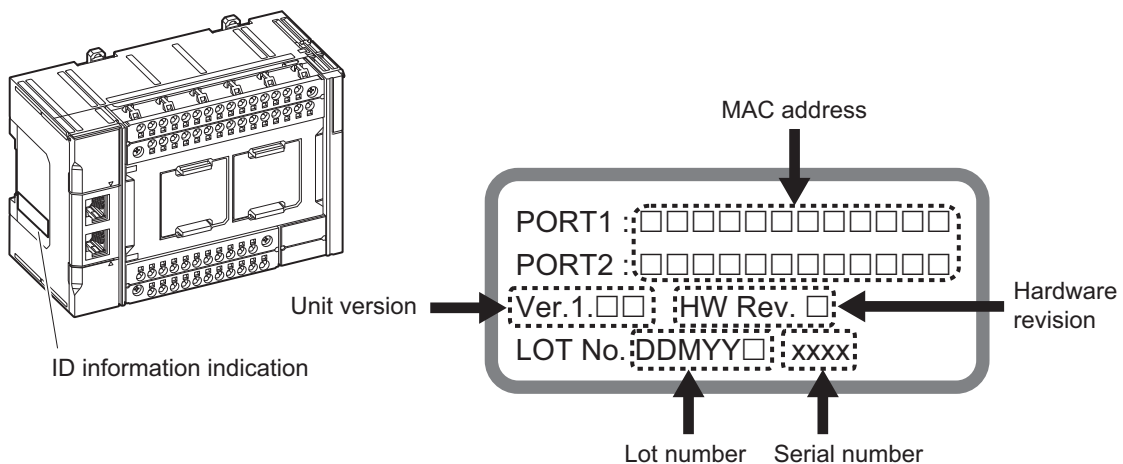 MAC address
PORT1 : □□□□□□□□□□□□
PORT2 : □□□□□□□□□□□□
Unit version
Ver.1.□□ HW Rev. □
Hardware
revision
LOT No. DDMYY□ xxxx
ID information indication
Lot number Serial number